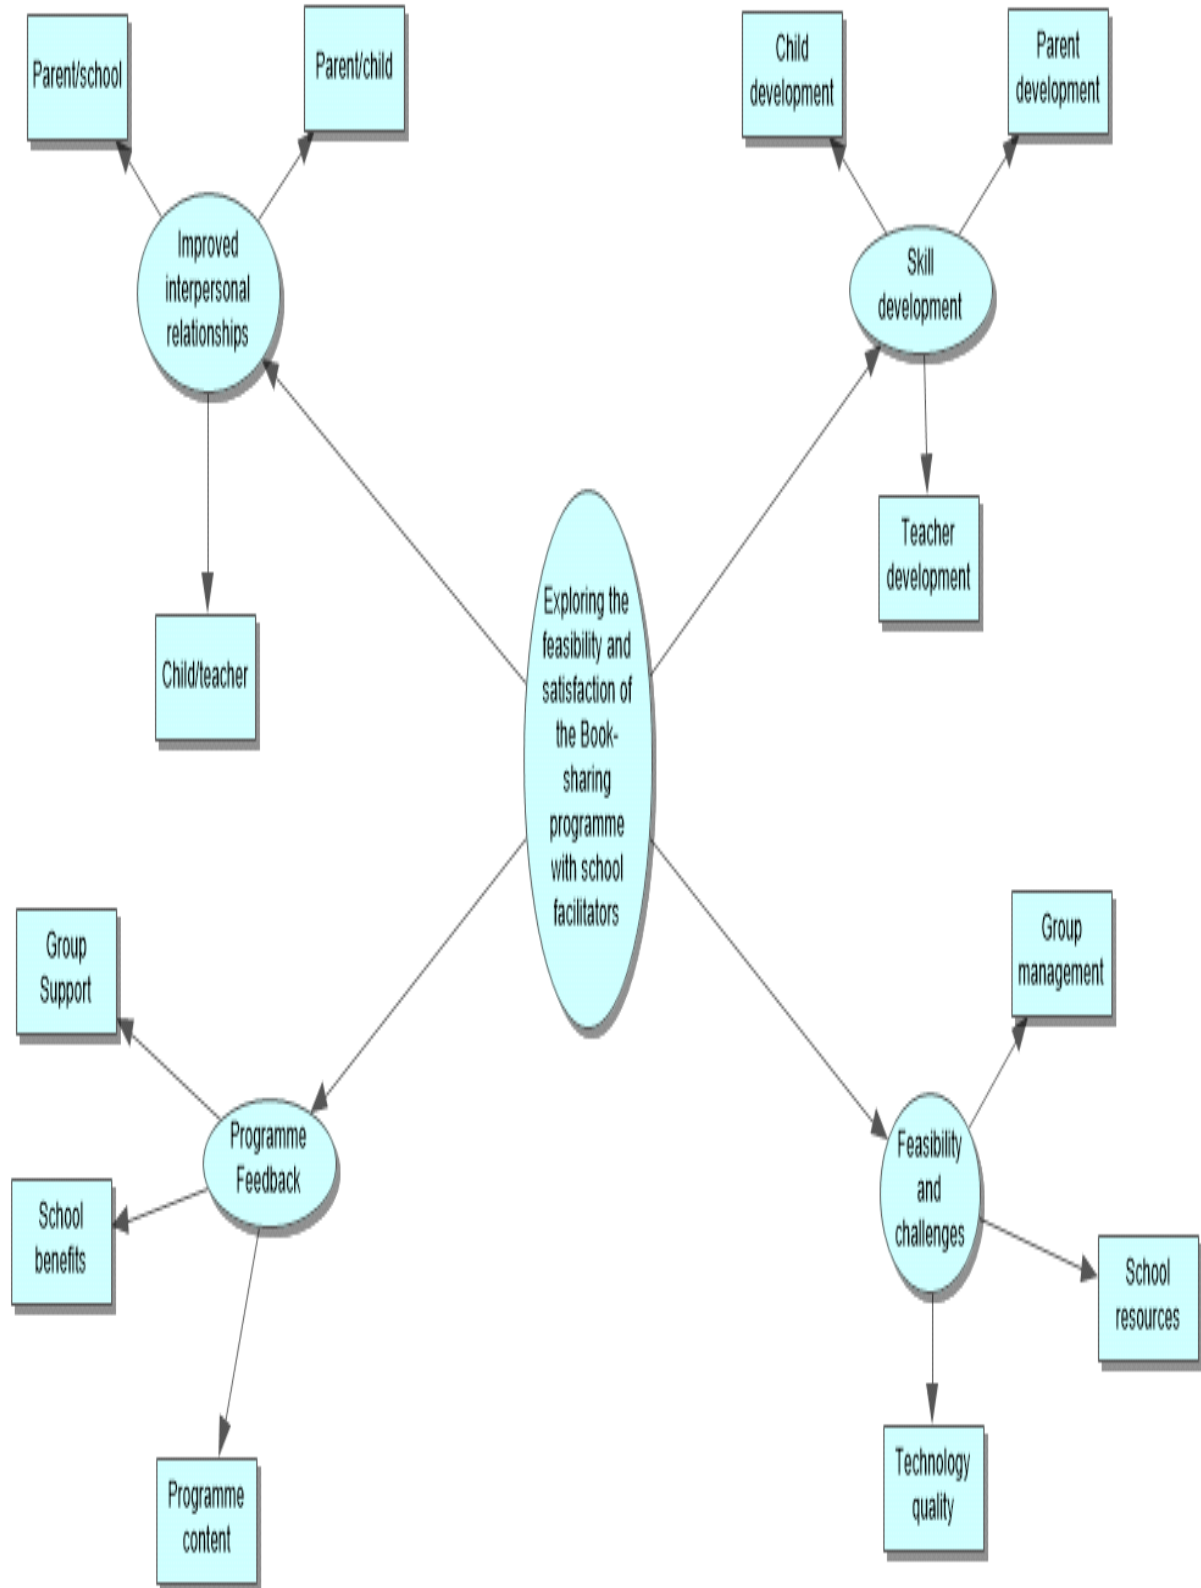 Parent/school
Parent/child
Child
development
Parent
development
Improved
interpersonal
relationships
Skill
development
Teacher
development
Child/teacher
Exploring the
feasibility and
satisfaction of
the Book-
sharing
programme
with school
facilitators
Group
Support
Group
management
Programme
Feedback
Feasibility
and
challenges
School
benefits
School
resources
Programme
content
Technology
quality